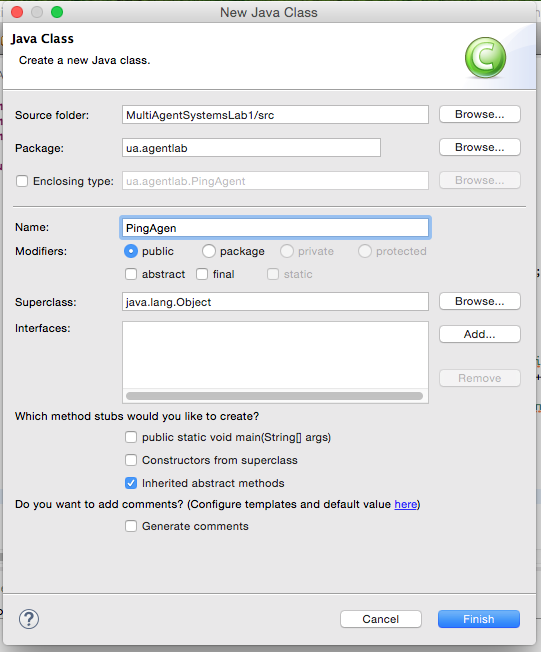 New Java Class
Java Class
Create a new Java class.
Source folder: MultiAgentSystemsLab1/src Browse...
Package: ua.agentlab Browse...
Enclosing type: ua.agentlab.PingAgent Browse...
Name: PingAgen
Modifiers: public package private protected
abstract final static
Superclass: java.lang.Object Browse...
Interfaces: Add...
Remove
Which method stubs would you like to create?
public static void main(String[] args)
Constructors from superclass
Inherited abstract methods
Do you want to add comments? (Configure templates and default value here)
Generate comments
? Cancel Finish